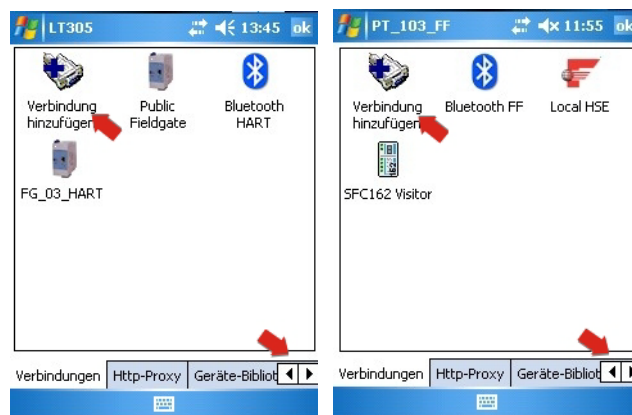 LT305 13:45 ok
Verbindung hinzufügen
Public Fieldgate
Bluetooth HART
FG_03_HART
Verbindungen Http-Proxy Geräte-Bibliot
PT_103_FF 11:55 ok
Verbindung hinzufügen
Bluetooth FF
Local HSE
162
SFC162 Visitor
Verbindungen Http-Proxy Geräte-Bibliot